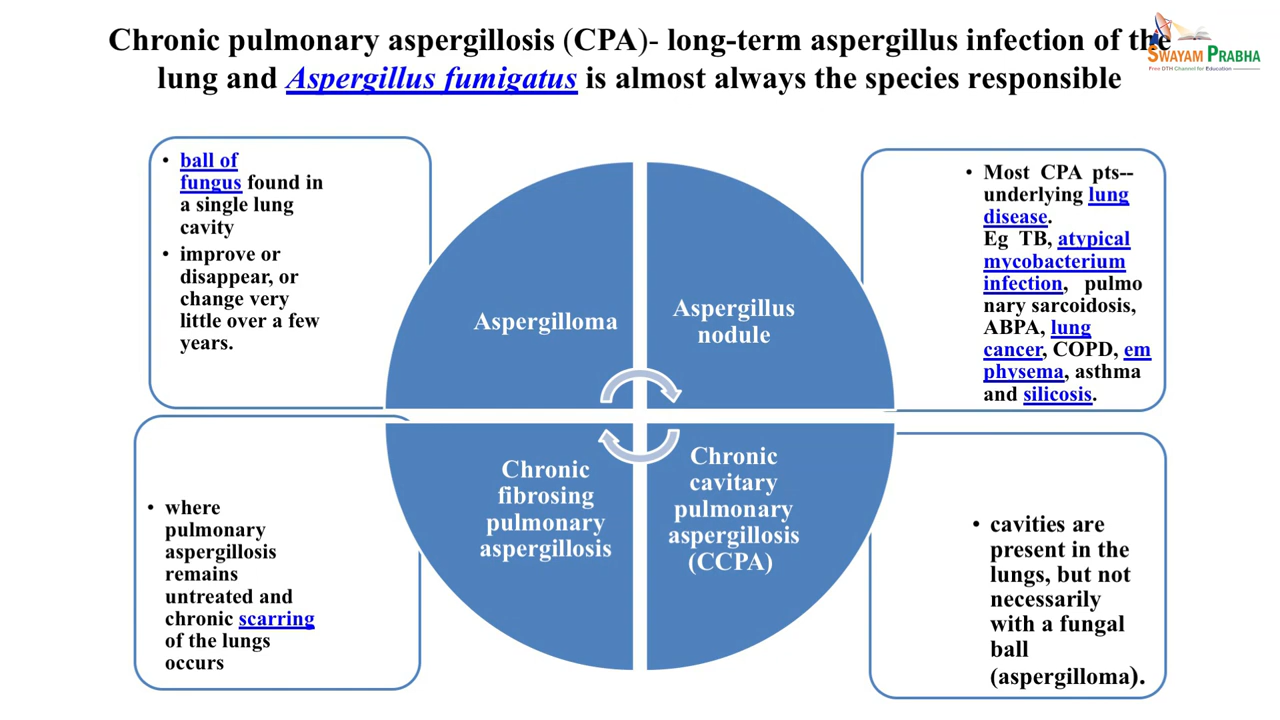 Chronic pulmonary aspergillosis (CPA)- long-term aspergillus infection of the
lung and Aspergillus fumigatus is almost always the species responsible
SWAYAM PRABHA
Free DTH Channel for Education
• ball of
fungus found in
a single lung
cavity
• improve or
disappear, or
change very
little over a few
years.
Aspergilloma
Aspergillus
nodule
• Most CPA pts--
underlying lung
disease.
Eg TB, atypical
mycobacterium
infection, pulmo
nary sarcoidosis,
ABPA, lung
cancer, COPD, em
physema, asthma
and silicosis.
• where
pulmonary
aspergillosis
remains
untreated and
chronic scarring
of the lungs
occurs
Chronic
fibrosing
pulmonary
aspergillosis
Chronic
cavitary
pulmonary
aspergillosis
(CCPA)
• cavities are
present in the
lungs, but not
necessarily
with a fungal
ball
(aspergilloma).